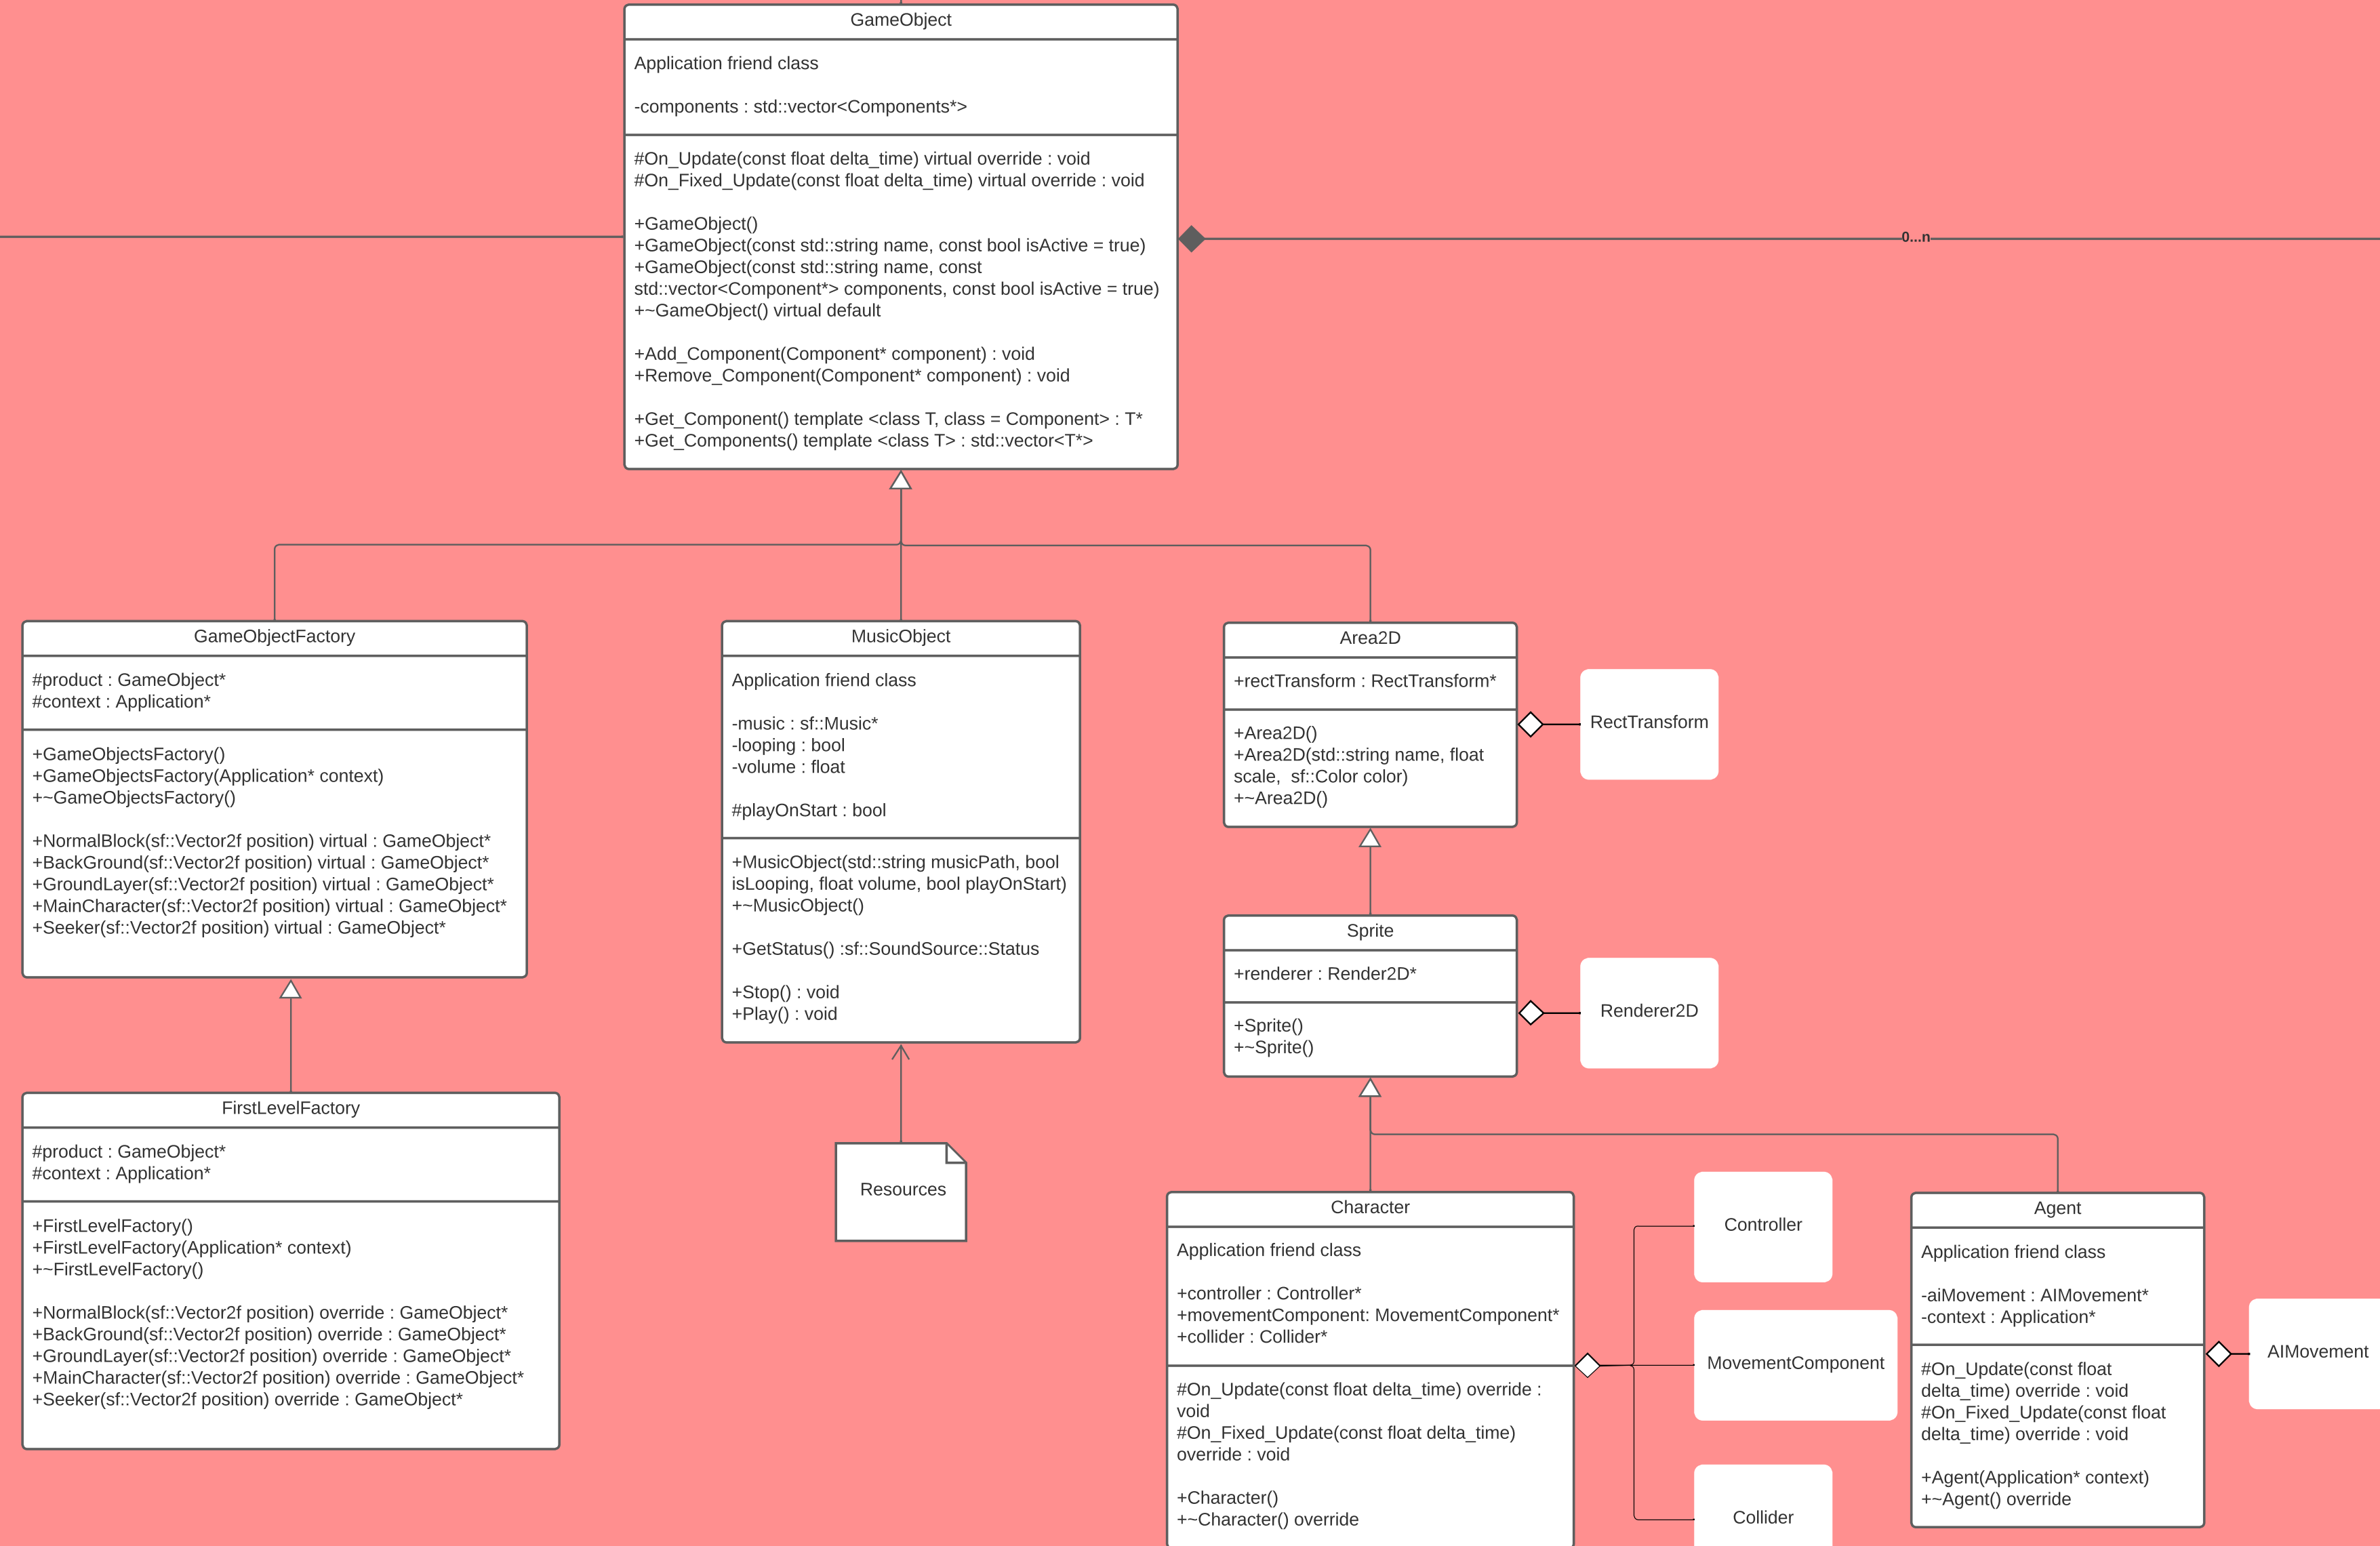 GameObject
Application friend class
-components : std::vector<Components*>
#On_Update(const float delta_time) virtual override : void
#On_Fixed_Update(const float delta_time) virtual override : void
+GameObject()
+GameObject(const std::string name, const bool isActive = true)
+GameObject(const std::string name, const
std::vector<Component*> components, const bool isActive = true)
+~GameObject() virtual default
+Add_Component(Component* component) : void
+Remove_Component(Component* component) : void
+Get_Component() template <class T, class = Component> : T*
+Get_Components() template <class T> : std::vector<T*>
0...n
GameObjectFactory
#product : GameObject*
#context : Application*
+GameObjectsFactory()
+GameObjectsFactory(Application* context)
+~GameObjectsFactory()
+NormalBlock(sf::Vector2f position) virtual : GameObject*
+BackGround(sf::Vector2f position) virtual : GameObject*
+GroundLayer(sf::Vector2f position) virtual : GameObject*
+MainCharacter(sf::Vector2f position) virtual : GameObject*
+Seeker(sf::Vector2f position) virtual : GameObject*
MusicObject
Application friend class
-music : sf::Music*
-looping : bool
-volume : float
#playOnStart : bool
+MusicObject(std::string musicPath, bool
isLooping, float volume, bool playOnStart)
+~MusicObject()
+GetStatus() :sf::SoundSource::Status
+Stop() : void
+Play() : void
Area2D
+rectTransform : RectTransform*
+Area2D()
+Area2D(std::string name, float
scale,  sf::Color color)
+~Area2D()
RectTransform
Sprite
+renderer : Render2D*
+Sprite()
+~Sprite()
Renderer2D
FirstLevelFactory
#product : GameObject*
#context : Application*
+FirstLevelFactory()
+FirstLevelFactory(Application* context)
+~FirstLevelFactory()
+NormalBlock(sf::Vector2f position) override : GameObject*
+BackGround(sf::Vector2f position) override : GameObject*
+GroundLayer(sf::Vector2f position) override : GameObject*
+MainCharacter(sf::Vector2f position) override : GameObject*
+Seeker(sf::Vector2f position) override : GameObject*
Resources
Character
Application friend class
+controller : Controller*
+movementComponent: MovementComponent*
+collider : Collider*
#On_Update(const float delta_time) override :
void
#On_Fixed_Update(const float delta_time)
override : void
+Character()
+~Character() override
Controller
MovementComponent
Collider
Agent
Application friend class
-aiMovement : AIMovement*
-context : Application*
#On_Update(const float
delta_time) override : void
#On_Fixed_Update(const float
delta_time) override : void
+Agent(Application* context)
+~Agent() override
AIMovement